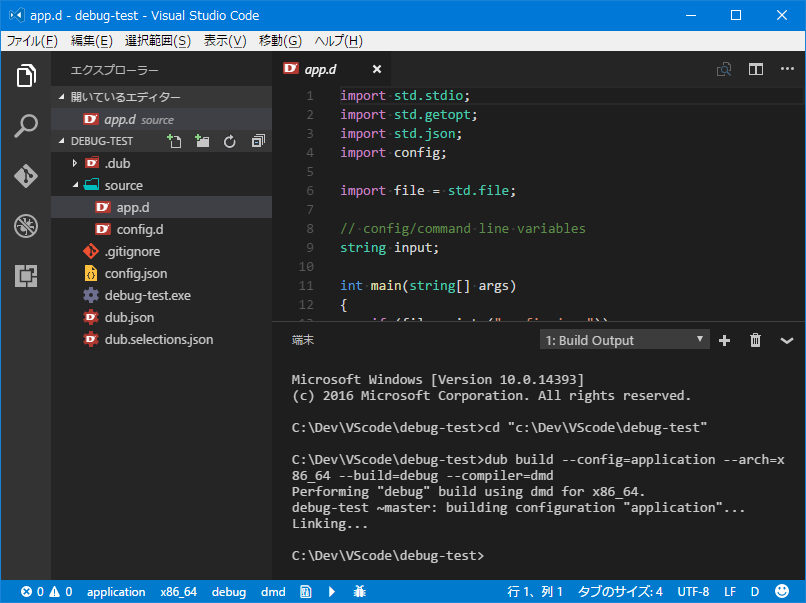 app.d - debug-test - Visual Studio Code
ファイル(F) 編集(E) 選択範囲(S) 表示(V) 移動(G) ヘルプ(H)
エクスプローラー
開いているエディター
app.d source
DEBUG-TEST
.dub
source
app.d
config.d
.gitignore
config.json
debug-test.exe
dub.json
dub.selections.json
app.d
1 import std.stdio;
2 import std.getopt;
3 import std.json;
4 import config;
5
6 import file = std.file;
7
8 // config/command line variables
9 string input;
10
11 int main(string[] args)
12 {
端末
1: Build Output
Microsoft Windows [Version 10.0.14393]
(c) 2016 Microsoft Corporation. All rights reserved.
C:\Dev\VScode\debug-test>cd "c:\Dev\VScode\debug-test"
C:\Dev\VScode\debug-test>dub build --config=application --arch=x
86_64 --build=debug --compiler=dmd
Performing "debug" build using dmd for x86_64.
debug-test ~master: building configuration "application"...
Linking...
C:\Dev\VScode\debug-test>
0 0 application x86_64 debug dmd 行 1、列 1 タブのサイズ: 4 UTF-8 LF D